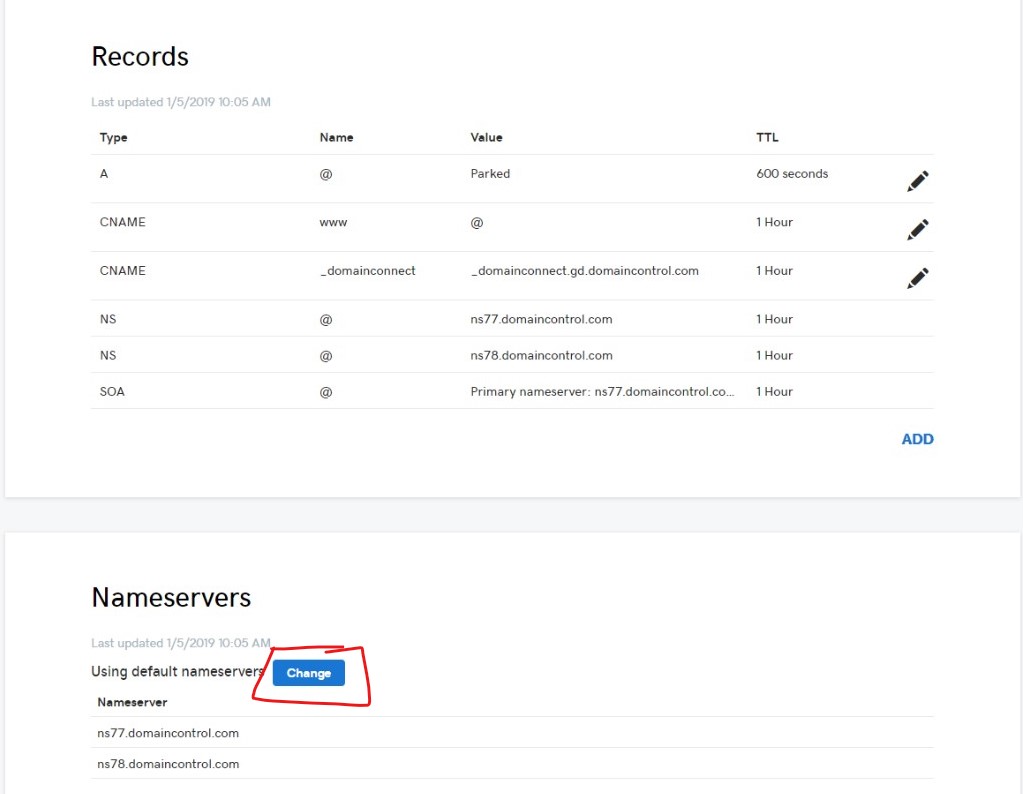 Records
Last updated 1/5/2019 10:05 AM
Type Name Value TTL
A @ Parked 600 seconds
CNAME www @ 1 Hour
CNAME _domainconnect _domainconnect.gd.domaincontrol.com 1 Hour
NS @ ns77.domaincontrol.com 1 Hour
NS @ ns78.domaincontrol.com 1 Hour
SOA @ Primary nameserver: ns77.domaincontrol.co... 1 Hour
ADD
Nameservers
Last updated 1/5/2019 10:05 AM
Using default nameservers Change
Nameserver
ns77.domaincontrol.com
ns78.domaincontrol.com